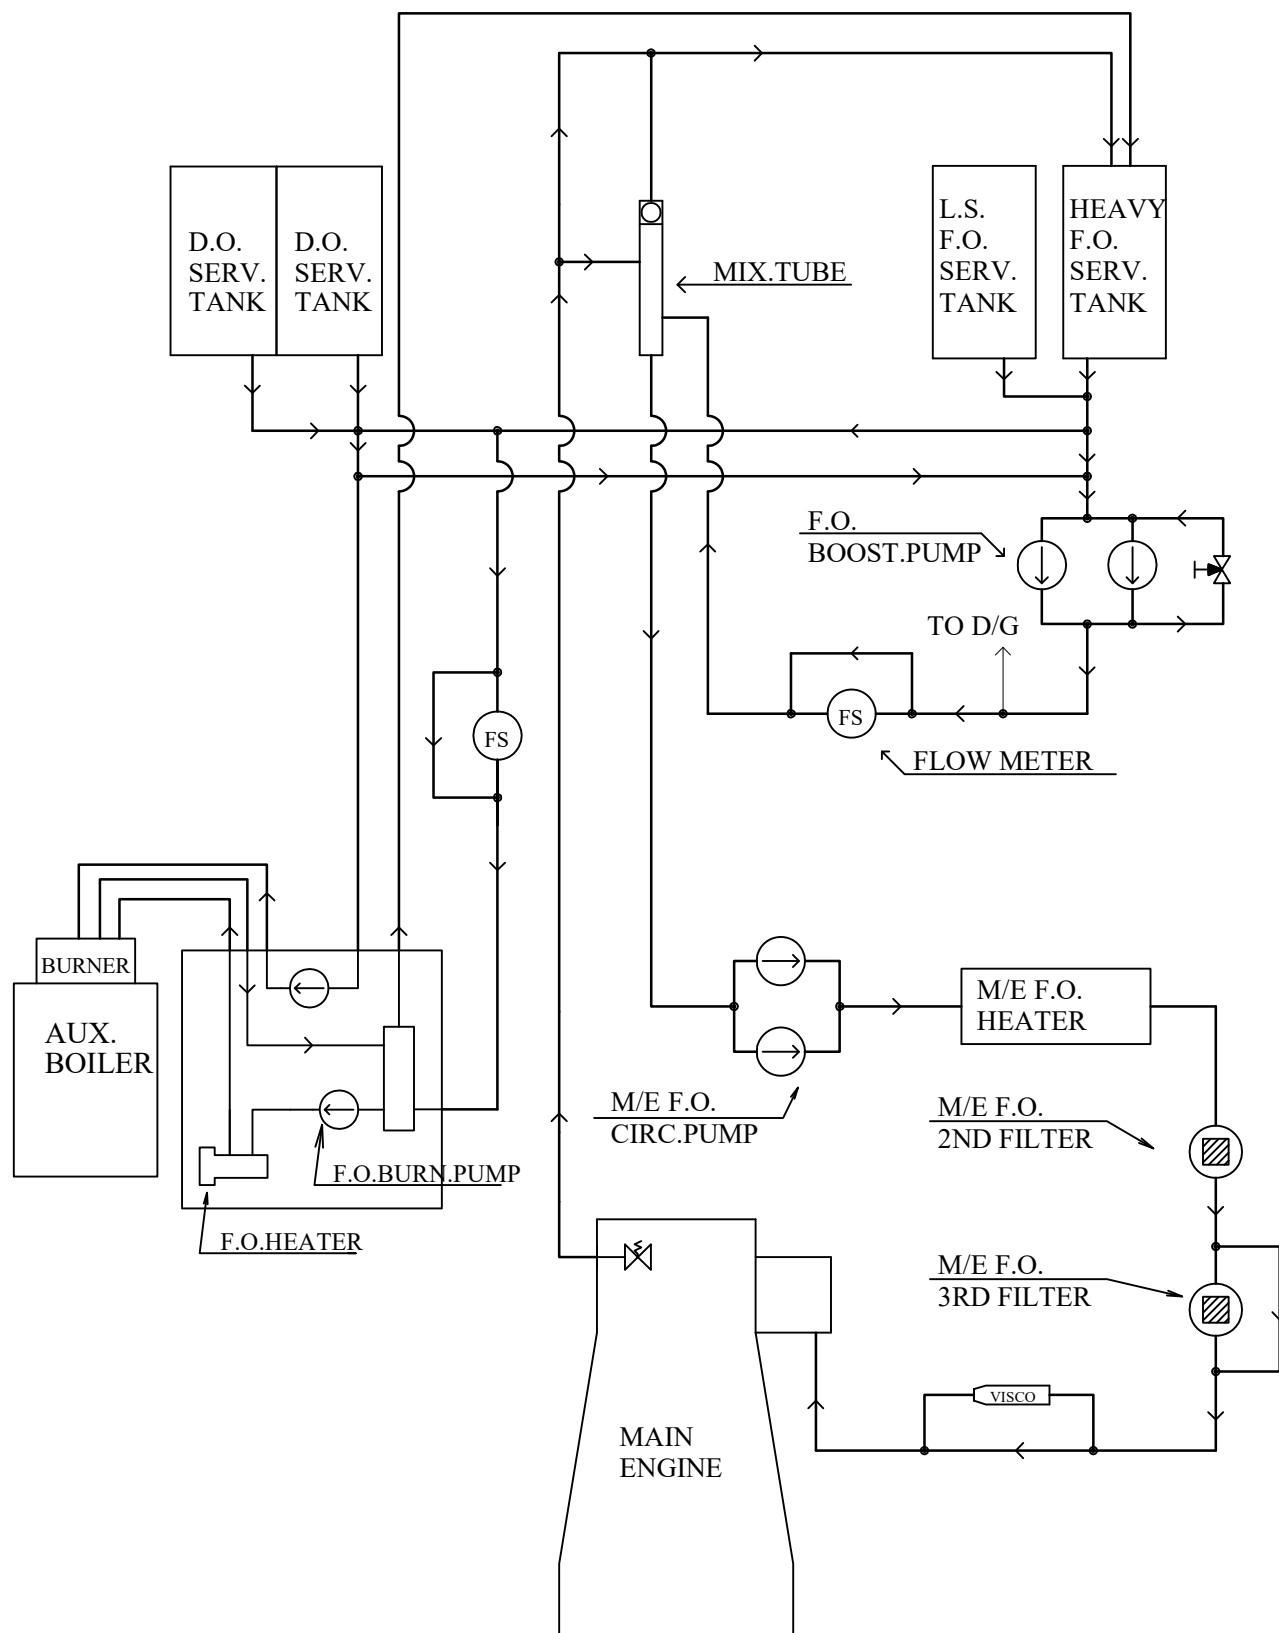 D.O.
SERV.
TANK
D.O.
SERV.
TANK
MIX.TUBE
L.S.
F.O.
SERV.
TANK
HEAVY
F.O.
SERV.
TANK
F.O.
BOOST.PUMP
TO D/G
FS
FLOW METER
FS
BURNER
AUX.
BOILER
F.O.BURN.PUMP
F.O.HEATER
M/E F.O.
CIRC.PUMP
M/E F.O.
HEATER
M/E F.O.
2ND FILTER
M/E F.O.
3RD FILTER
VISCO
MAIN
ENGINE